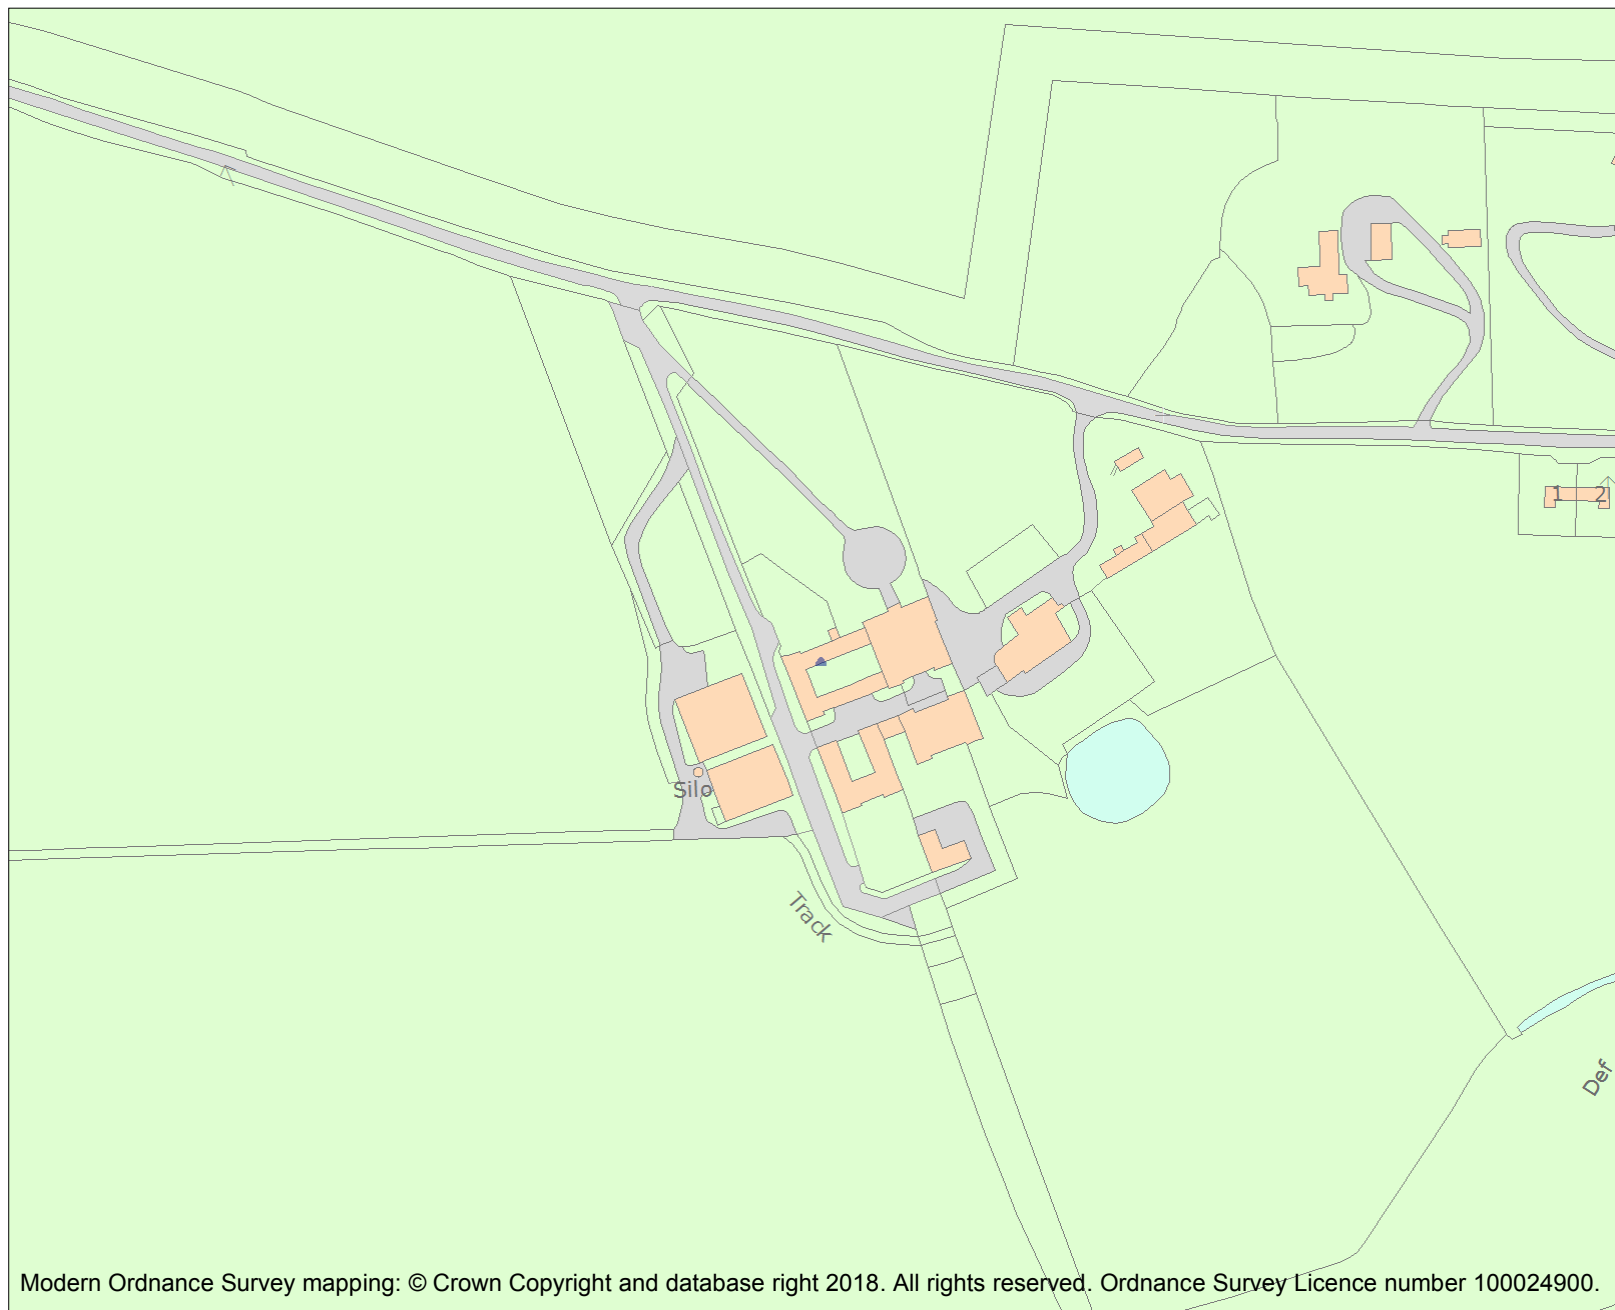 1 2
Silo
Track
Def
Modern Ordnance Survey mapping: © Crown Copyright and database right 2018. All rights reserved. Ordnance Survey Licence number 100024900.